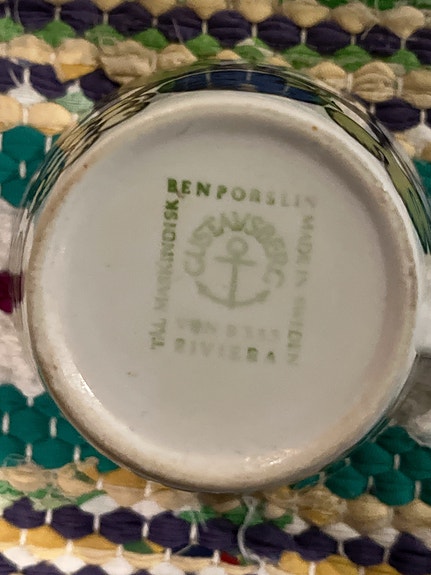 BENPORSLIN
MADE IN SWEDEN
TÅL MASKINDISK
GUSTAVSBERG
RIVIERA